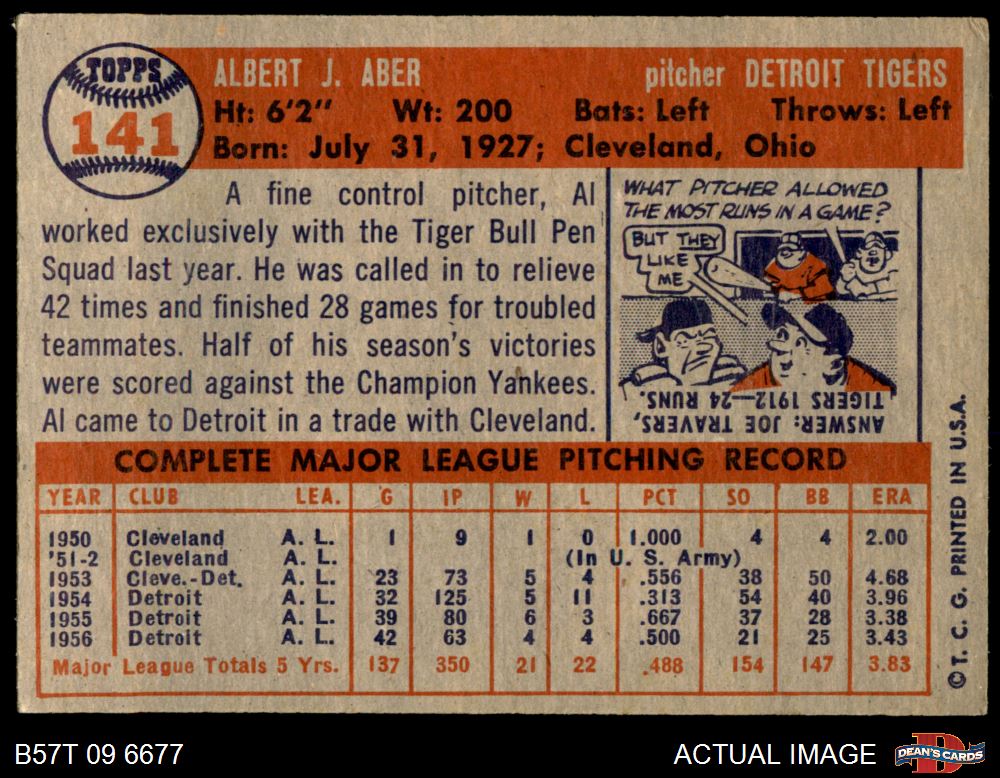 TOPPS
141
ALBERT J. ABER pitcher DETROIT TIGERS
Ht: 6'2" Wt: 200 Bats: Left Throws: Left
Born: July 31, 1927; Cleveland, Ohio
A fine control pitcher, Al
worked exclusively with the Tiger Bull Pen
Squad last year. He was called in to relieve
42 times and finished 28 games for troubled
teammates. Half of his season's victories
were scored against the Champion Yankees.
Al came to Detroit in a trade with Cleveland.
WHAT PITCHER ALLOWED
THE MOST RUNS IN A GAME?
BUT THEY
LIKE
ME
ANSWER: JOE TRAVERS,
TIGERS 1912—24 RUNS.
COMPLETE MAJOR LEAGUE PITCHING RECORD
YEAR CLUB LEA. G IP W L PCT SO BB ERA
1950 Cleveland A. L. 1 9 1 0 1.000 4 4 2.00
'51-2 Cleveland A. L. (In U. S. Army)
1953 Cleve.-Det. A. L. 23 73 5 4 .556 38 50 4.68
1954 Detroit A. L. 32 125 5 11 .313 54 40 3.96
1955 Detroit A. L. 39 80 6 3 .667 37 28 3.38
1956 Detroit A. L. 42 63 4 4 .500 21 25 3.43
Major League Totals 5 Yrs. 137 350 21 22 .488 154 147 3.83
©T. C. G. PRINTED IN U.S.A.
B57T 09 6677
ACTUAL IMAGE
DEAN'S CARDS